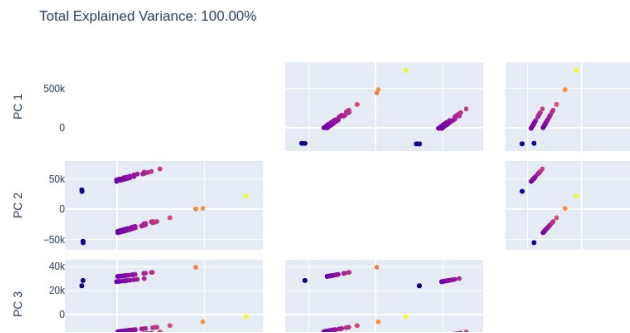 Total Explained Variance: 100.00%
PC 1
500k
0
PC 2
50k
0
−50k
PC 3
40k
20k
0